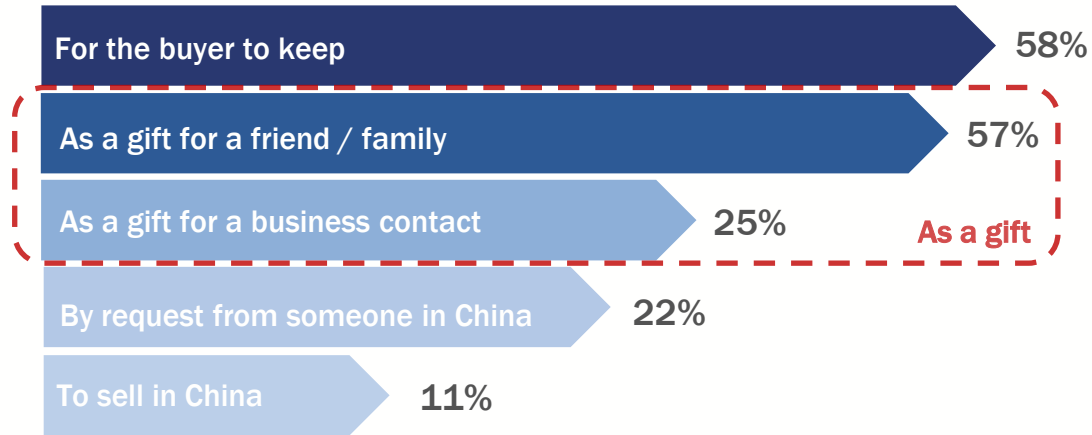 For the buyer to keep 58%
As a gift for a friend / family 57%
As a gift for a business contact 25%
As a gift
By request from someone in China 22%
To sell in China 11%